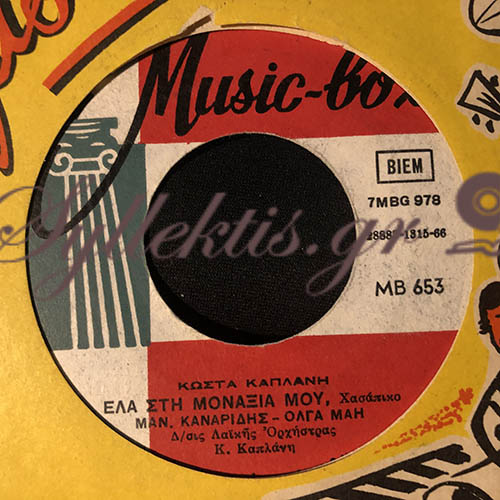 Music-box
BIEM
7MBG 978
MB 653
Syllektis.gr
ΚΩΣΤΑ ΚΑΠΛΑΝΗ
ΕΛΑ ΣΤΗ ΜΟΝΑΞΙΑ ΜΟΥ, Χασάπικο
ΜΑΝ. ΚΑΝΑΡΙΔΗΣ - ΟΛΓΑ ΜΑΗ
Δ/σις Λαϊκῆς Ὀρχήστρας
Κ. Καπλάνη